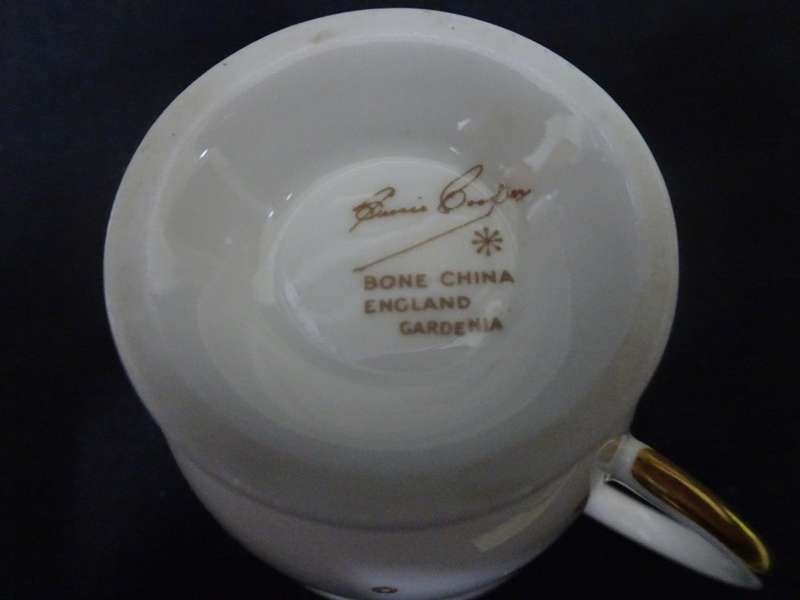 Susie Cooper
BONE CHINA
ENGLAND
GARDENIA